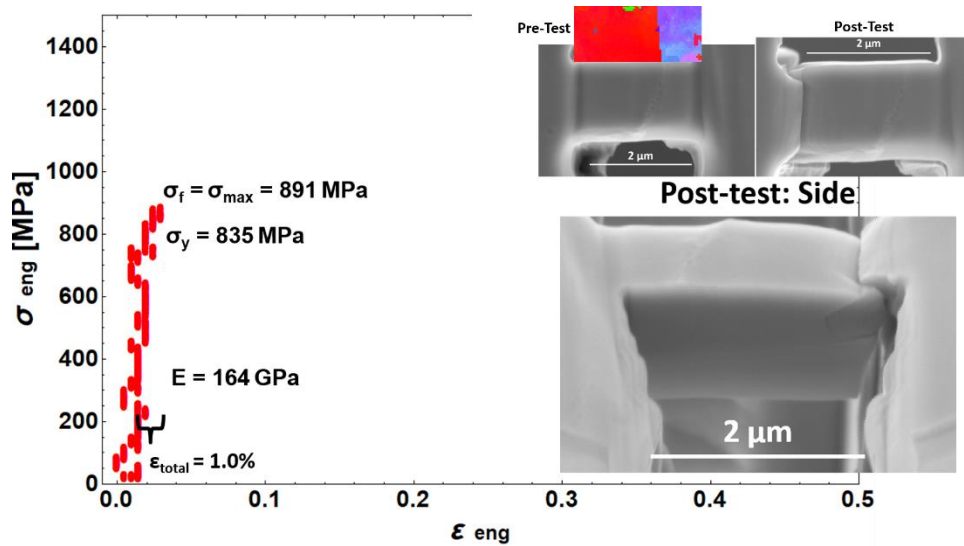 1400
1200
1000
800
600
400
200
0
σ eng [MPa]
σf = σmax = 891 MPa
σy = 835 MPa
E = 164 GPa
εtotal = 1.0%
0.0
0.1
0.2
0.3
0.4
0.5
ε eng
Pre-Test
2 µm
Post-Test
2 µm
Post-test: Side
2 µm